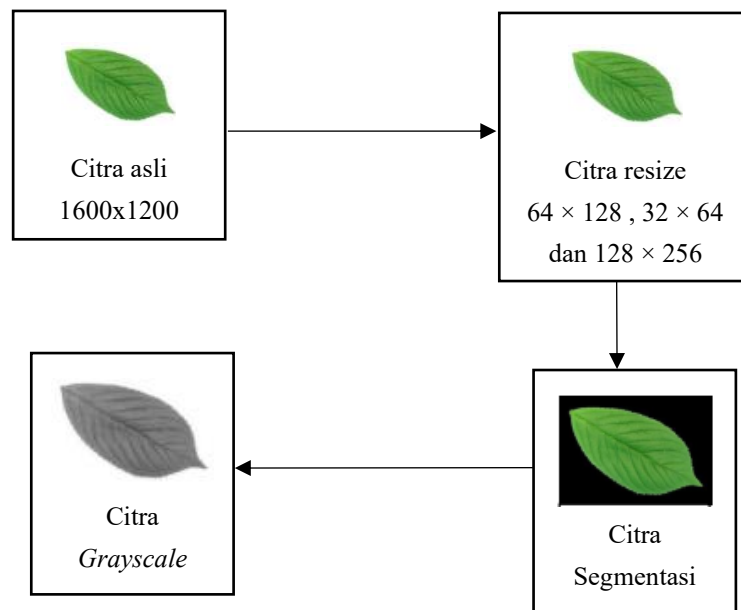 Citra asli
1600x1200
Citra resize
64 × 128 , 32 × 64
dan 128 × 256
Citra
Segmentasi
Citra
Grayscale